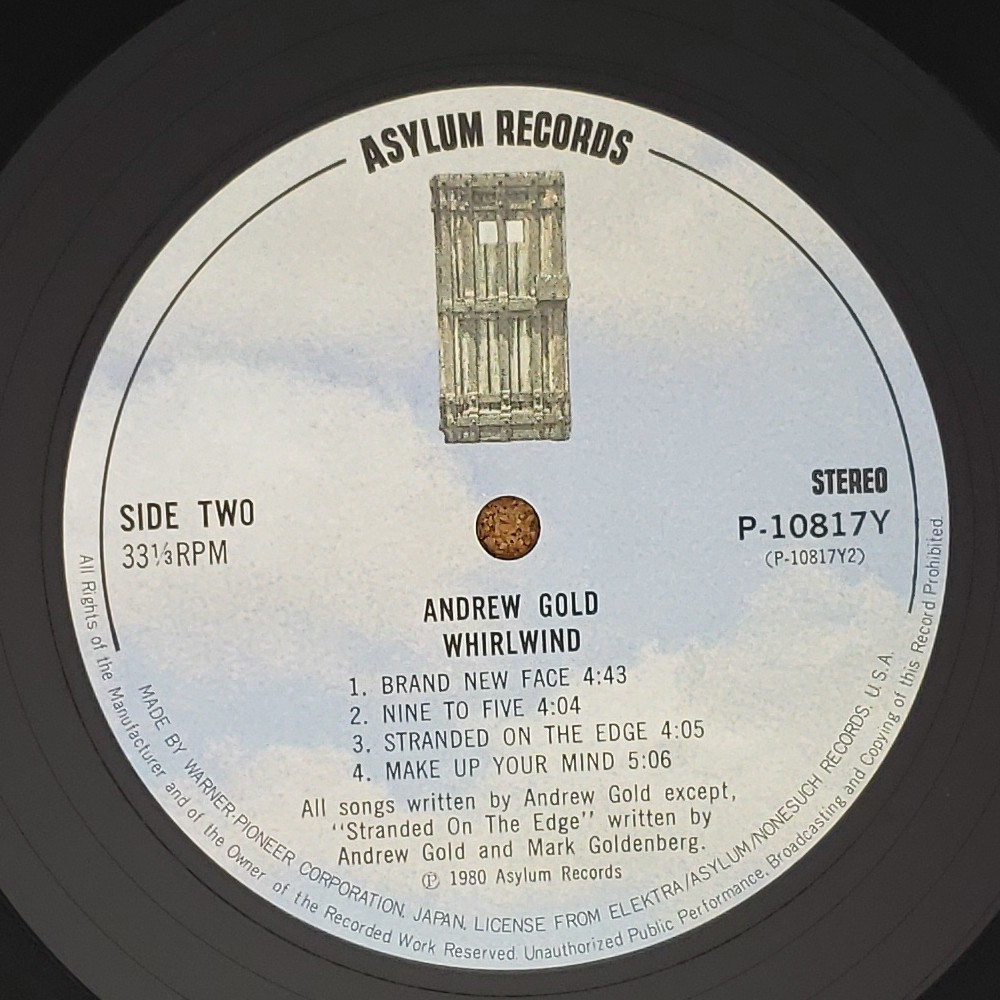 ASYLUM RECORDS
STEREO
SIDE TWO
P-10817Y
33⅓RPM
(P-10817Y2)
ANDREW GOLD
WHIRLWIND
1. BRAND NEW FACE 4:43
2. NINE TO FIVE 4:04
3. STRANDED ON THE EDGE 4:05
4. MAKE UP YOUR MIND 5:06
All songs written by Andrew Gold except,
"Stranded On The Edge" written by
Andrew Gold and Mark Goldenberg.
℗ 1980 Asylum Records
MADE BY WARNER-PIONEER CORPORATION, JAPAN, LICENSE FROM ELEKTRA/ASYLUM/NONESUCH RECORDS, U.S.A.
All Rights of the Manufacturer and of the Owner of the Recorded Work Reserved. Unauthorized Public Performance, Broadcasting and Copying of this Record Prohibited.